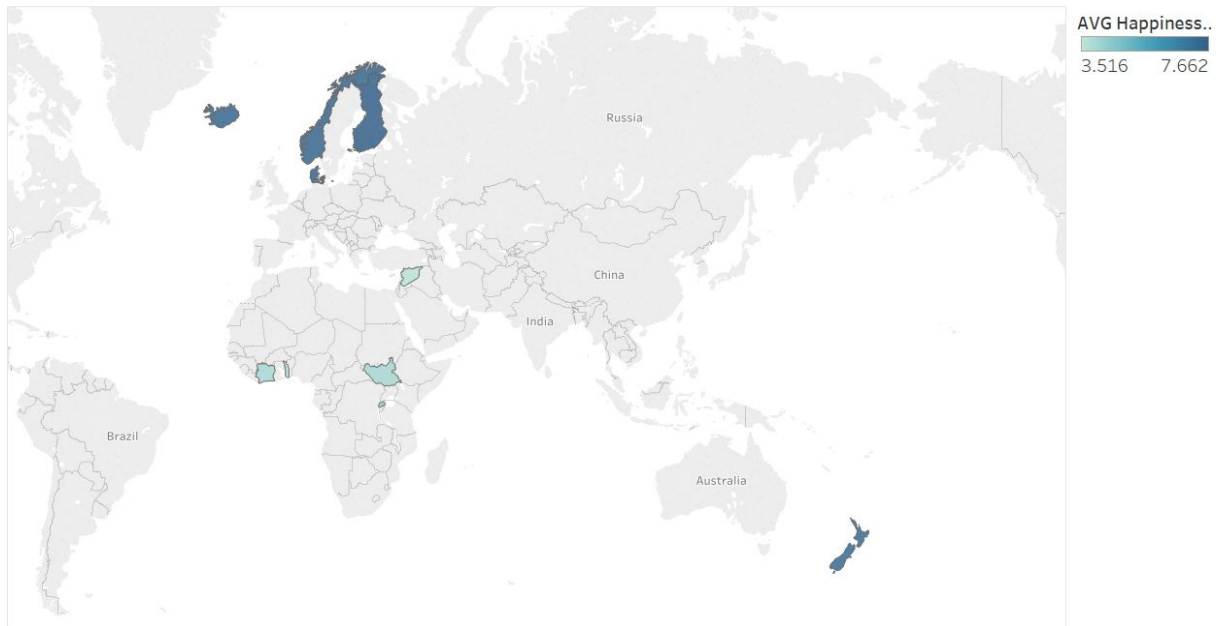 AVG Happiness..
3.516 7.662
Russia
China
India
Brazil
Australia